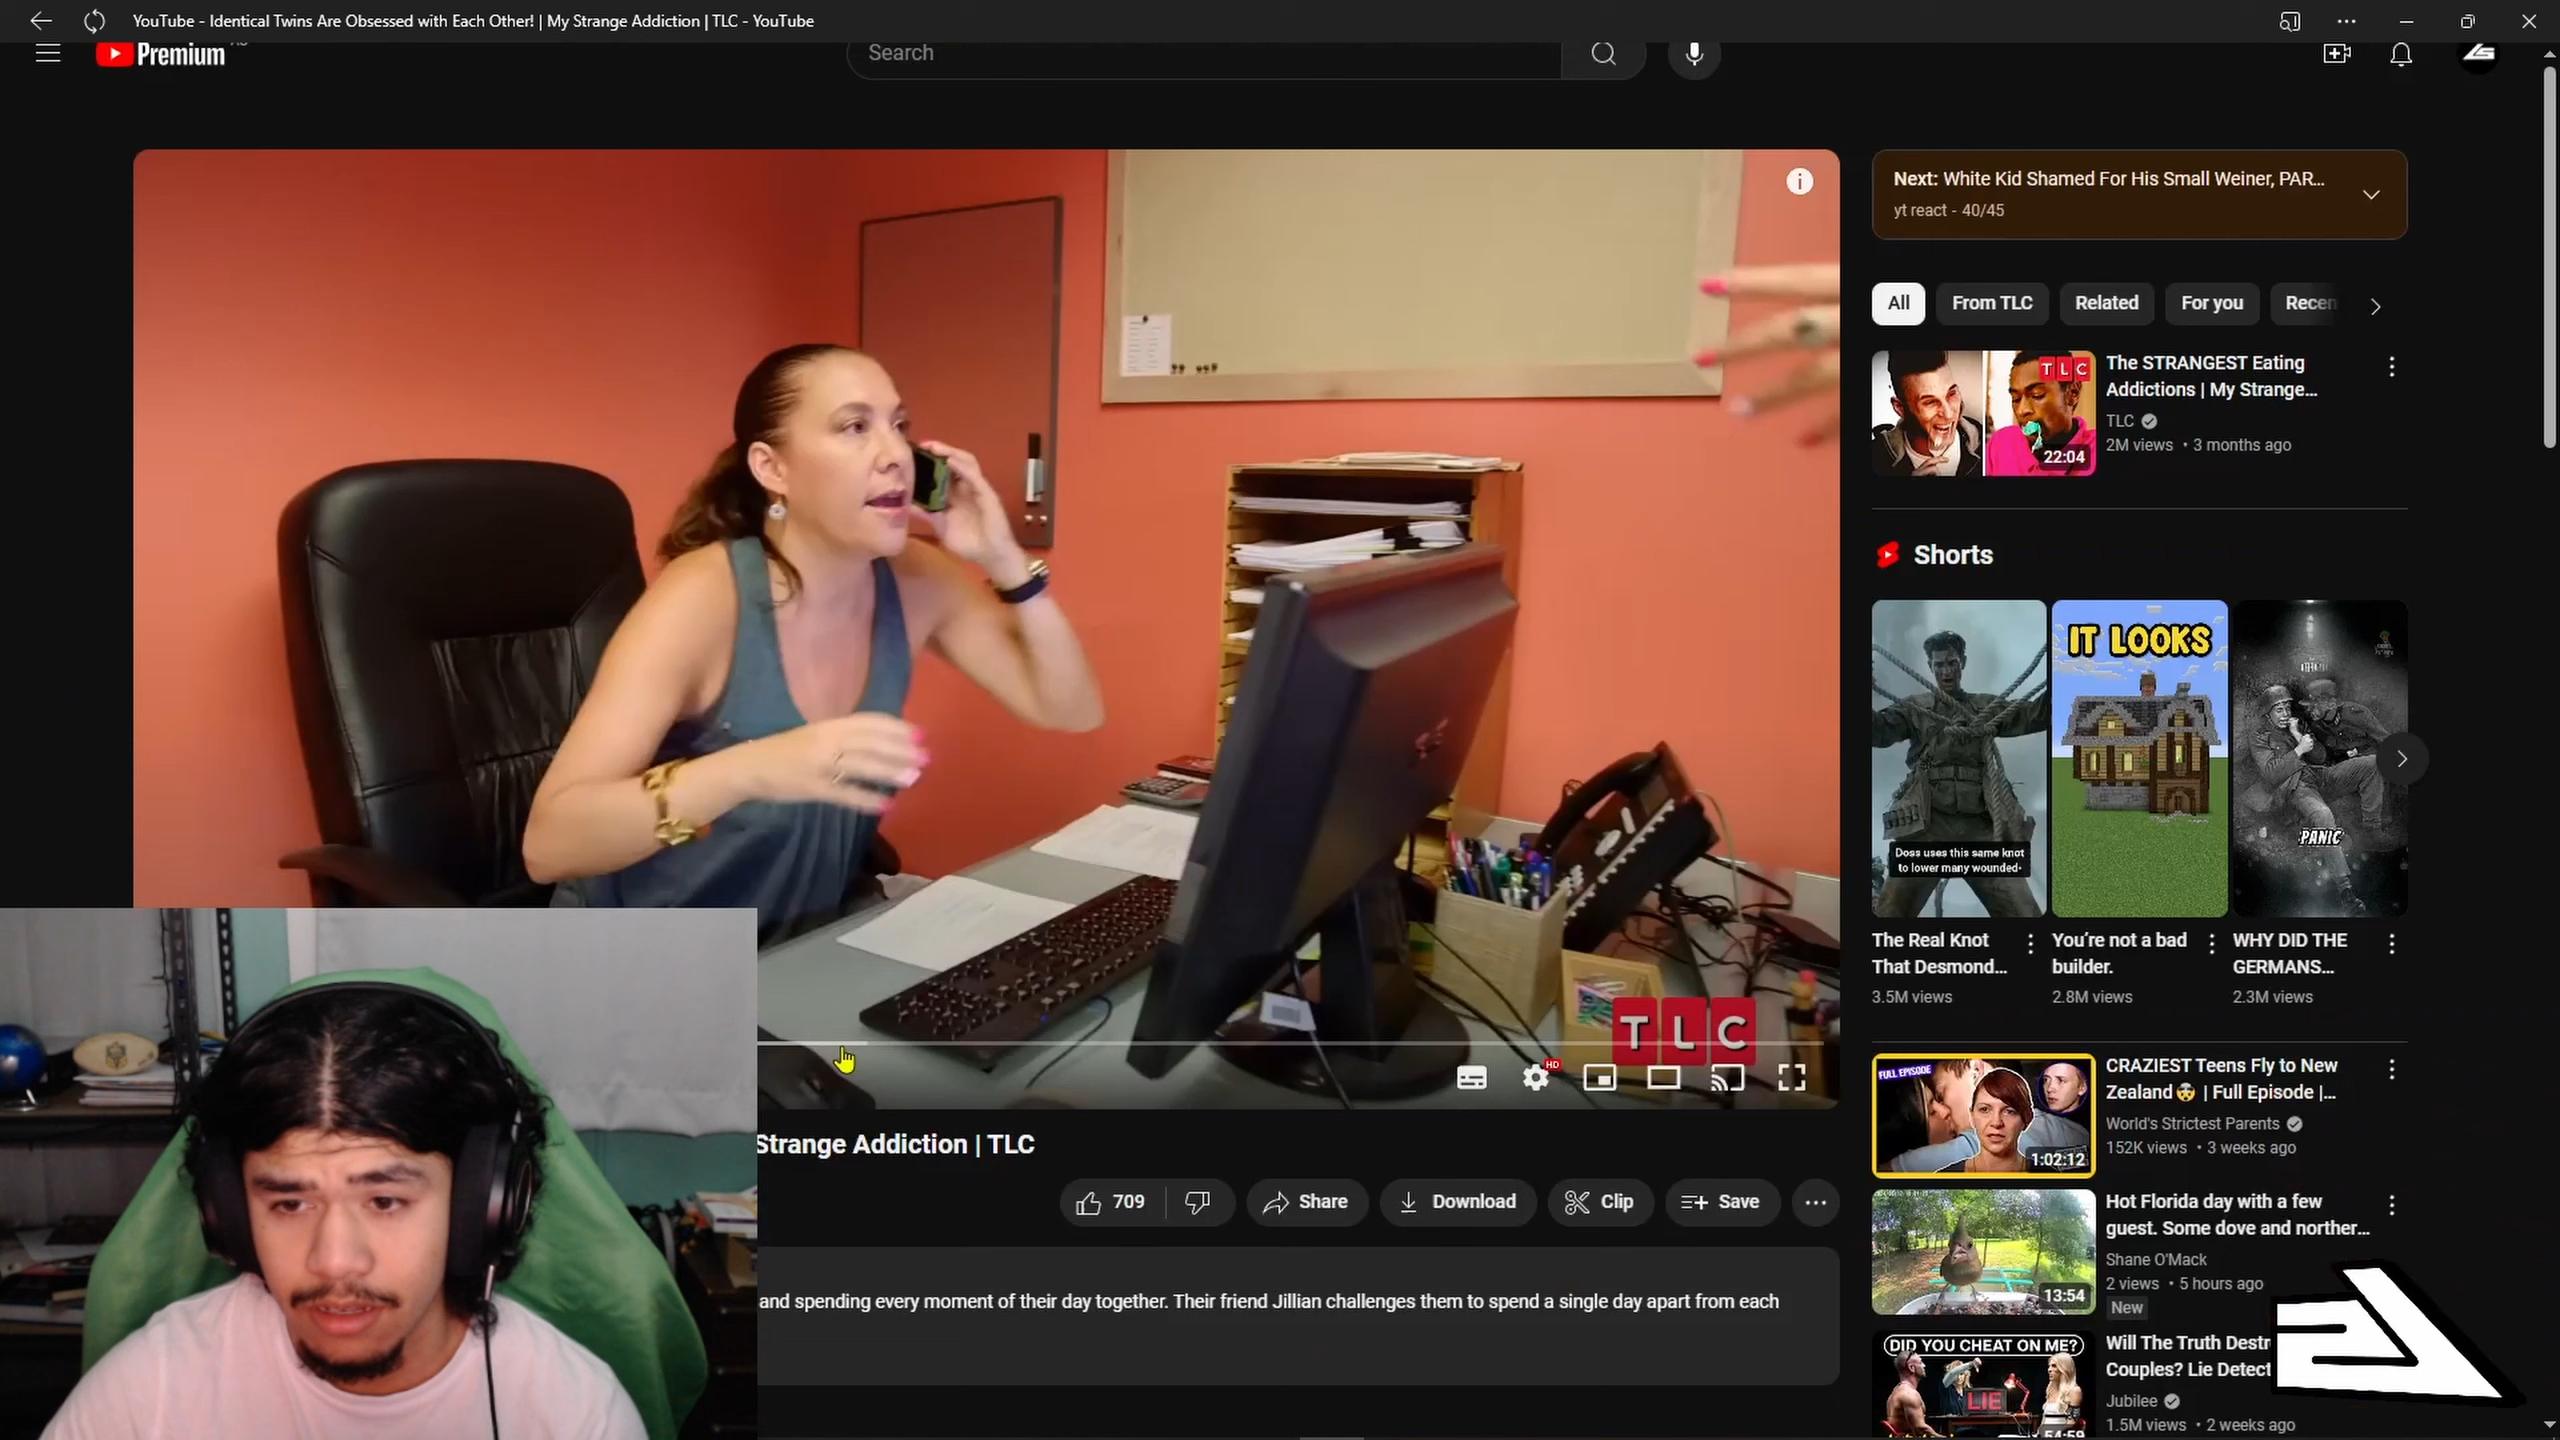 YouTube - Identical Twins Are Obsessed with Each Other! | My Strange Addiction | TLC - YouTube
Premium
Search
TLC
Strange Addiction | TLC
709
Share
Download
Clip
Save
and spending every moment of their day together. Their friend Jillian challenges them to spend a single day apart from each
Next: White Kid Shamed For His Small Weiner, PAR...
yt react - 40/45
All
From TLC
Related
For you
Recen
TLC
22:04
The STRANGEST Eating
Addictions | My Strange...
TLC
2M views • 3 months ago
Shorts
Doss uses this same knot
to lower many wounded-
IT LOOKS
PANIC
The Real Knot
That Desmond...
3.5M views
You're not a bad
builder.
2.8M views
WHY DID THE
GERMANS...
2.3M views
FULL EPISODE
1:02:12
CRAZIEST Teens Fly to New
Zealand😨 | Full Episode |...
World's Strictest Parents
152K views • 3 weeks ago
13:54
Hot Florida day with a few
guest. Some dove and norther...
Shane O'Mack
2 views • 5 hours ago
New
DID YOU CHEAT ON ME?
LIE
54:59
Will The Truth Destr
Couples? Lie Detect
Jubilee
1.5M views • 2 weeks ago
HD